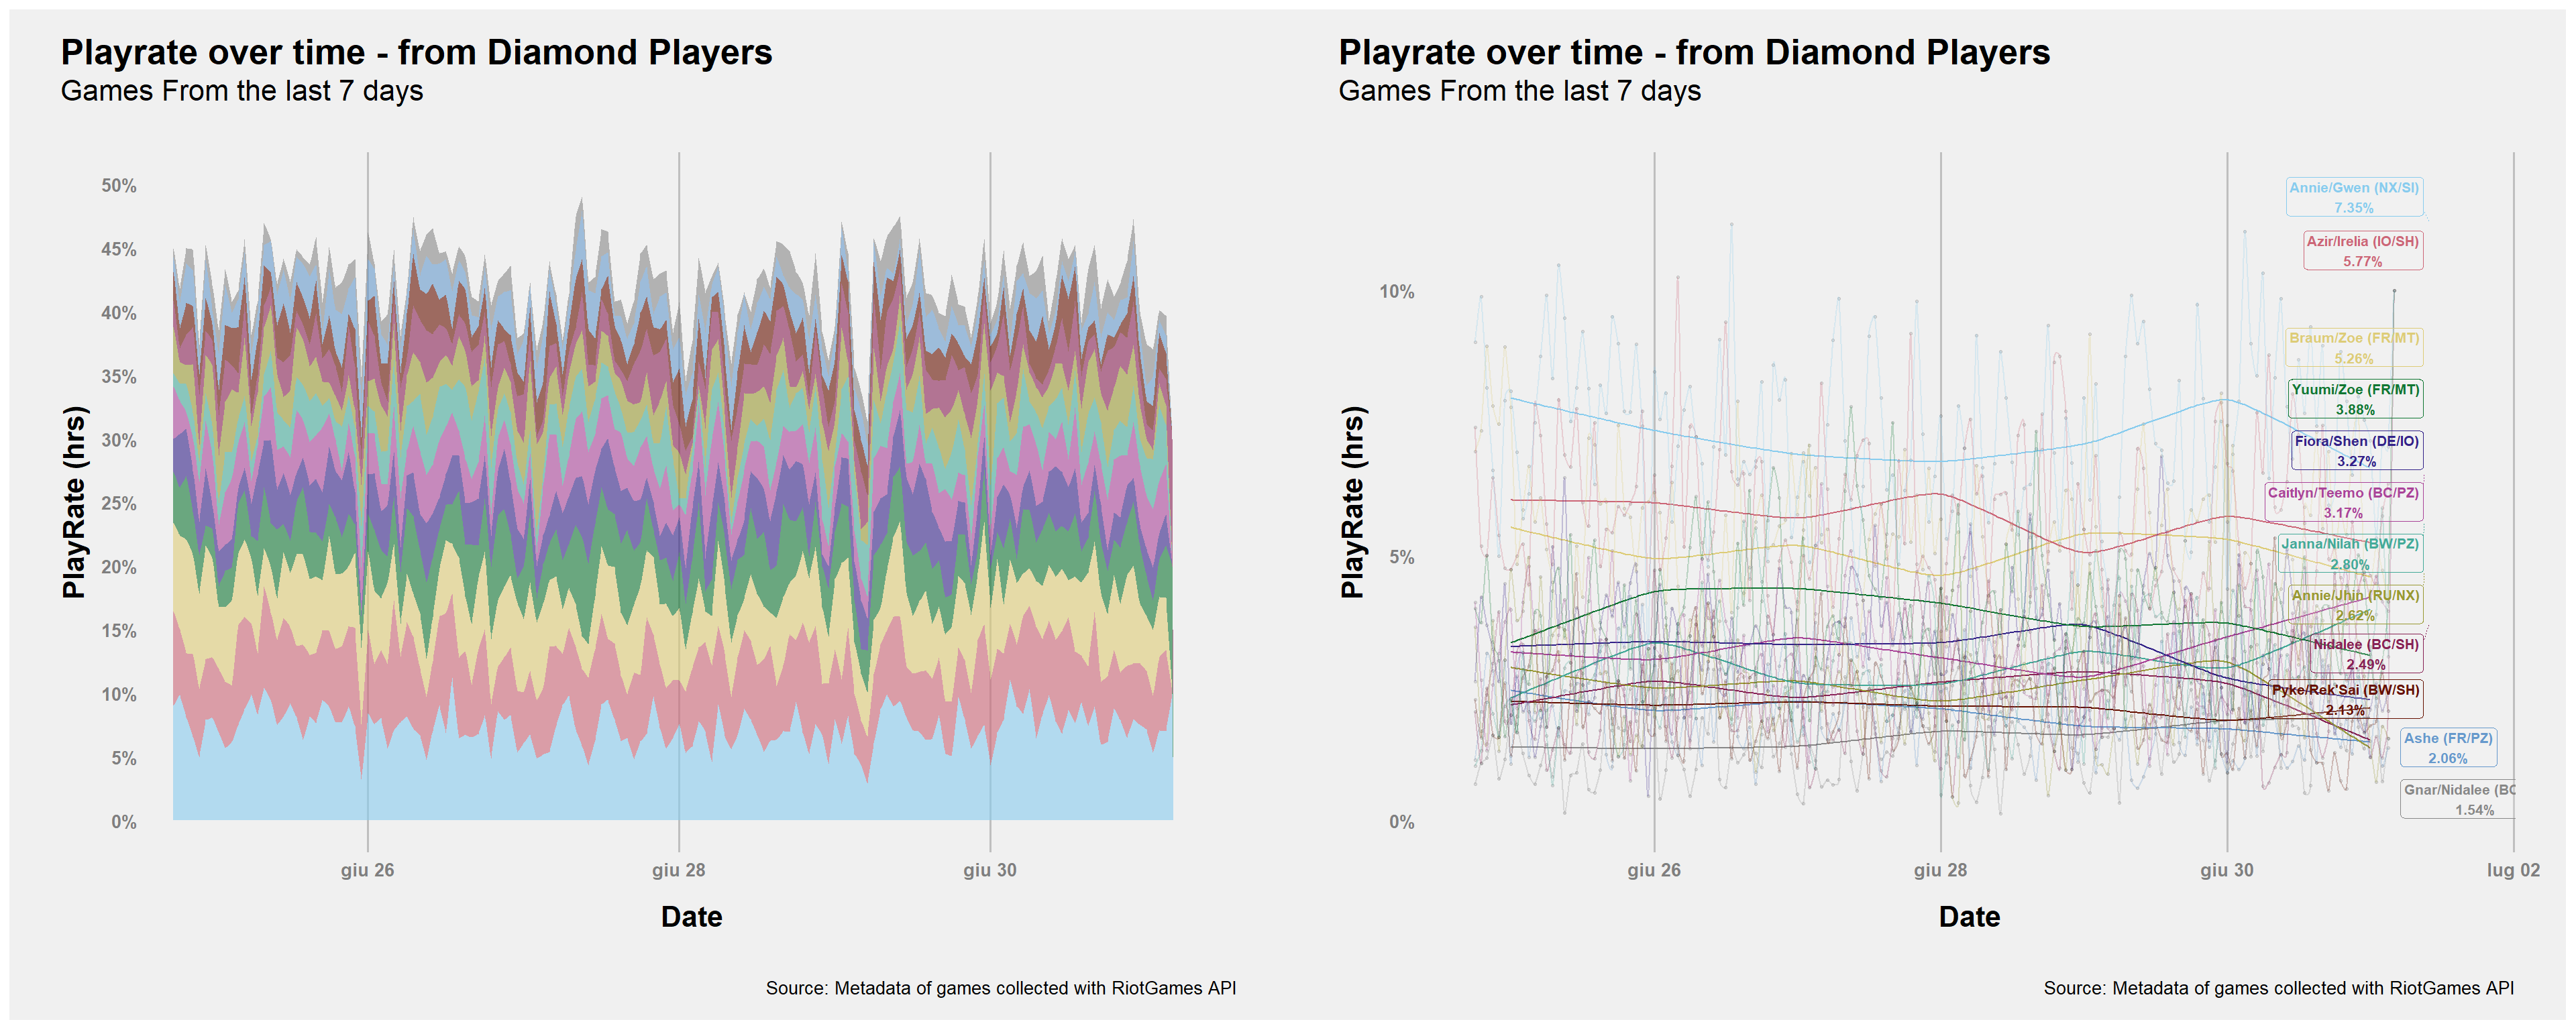 Playrate over time - from Diamond Players
Games From the last 7 days
PlayRate (hrs)
50%
45%
40%
35%
30%
25%
20%
15%
10%
5%
0%
giu 26
giu 28
giu 30
Date
Source: Metadata of games collected with RiotGames API
Playrate over time - from Diamond Players
Games From the last 7 days
PlayRate (hrs)
10%
5%
0%
Annie/Gwen (NX/SI)
7.35%
Azir/Irelia (IO/SH)
5.77%
Braum/Zoe (FR/MT)
5.26%
Yuumi/Zoe (FR/MT)
3.88%
Fiora/Shen (DE/IO)
3.27%
Caitlyn/Teemo (BC/PZ)
3.17%
Janna/Nilah (BW/PZ)
2.80%
Annie/Jhin (RU/NX)
2.62%
Nidalee (BC/SH)
2.49%
Pyke/Rek'Sai (BW/SH)
2.13%
Ashe (FR/PZ)
2.06%
Gnar/Nidalee (BC
1.54%
giu 26
giu 28
giu 30
lug 02
Date
Source: Metadata of games collected with RiotGames API